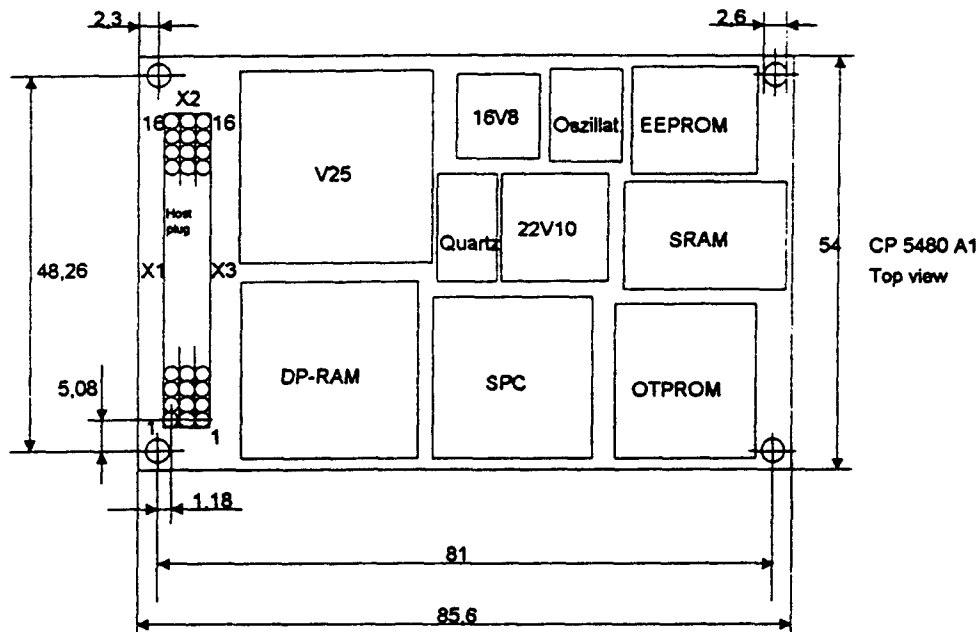 2,3
2,6
X2
16
16
16V8
Oszillat.
EEPROM
V25
Host
plug
Quartz
22V10
SRAM
54
CP 5480 A1
Top view
48,26
X1
X3
5,08
DP-RAM
SPC
OTPROM
1
1
1,18
81
85,6